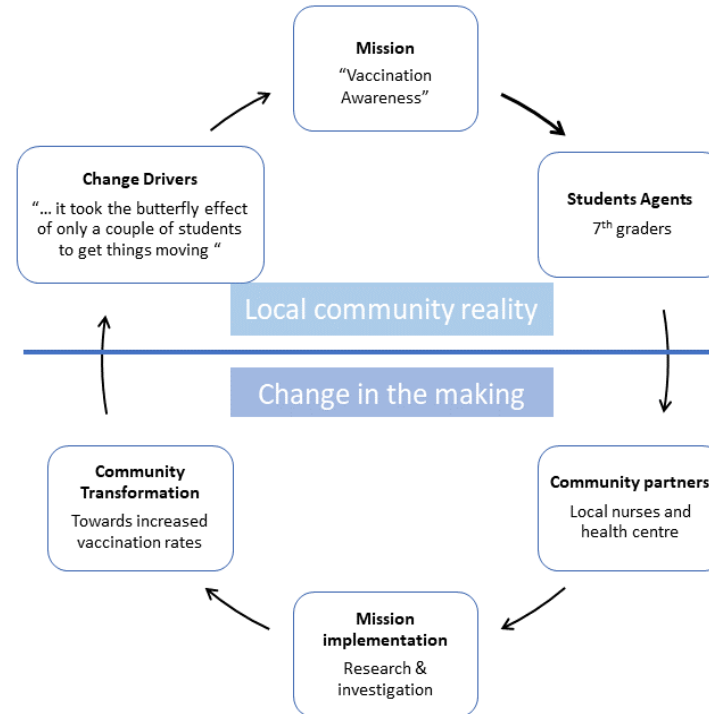 Mission
“Vaccination
Awareness”
Change Drivers
“... it took the butterfly effect
of only a couple of students
to get things moving “
Students Agents
7th graders
Local community reality
Change in the making
Community
Transformation
Towards increased
vaccination rates
Community partners
Local nurses and
health centre
Mission
implementation
Research &
investigation